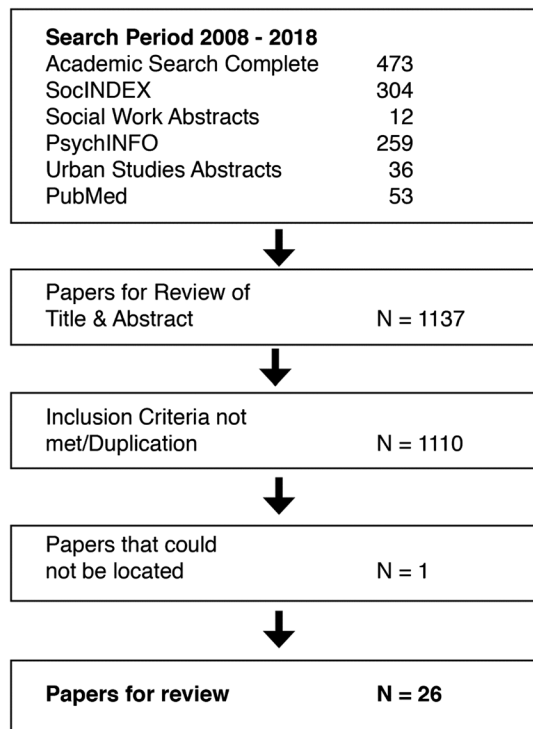 Search Period 2008 - 2018
Academic Search Complete 473
SocINDEX 304
Social Work Abstracts 12
PsychINFO 259
Urban Studies Abstracts 36
PubMed 53
Papers for Review of
Title & Abstract N = 1137
Inclusion Criteria not
met/Duplication N = 1110
Papers that could
not be located N = 1
Papers for review N = 26